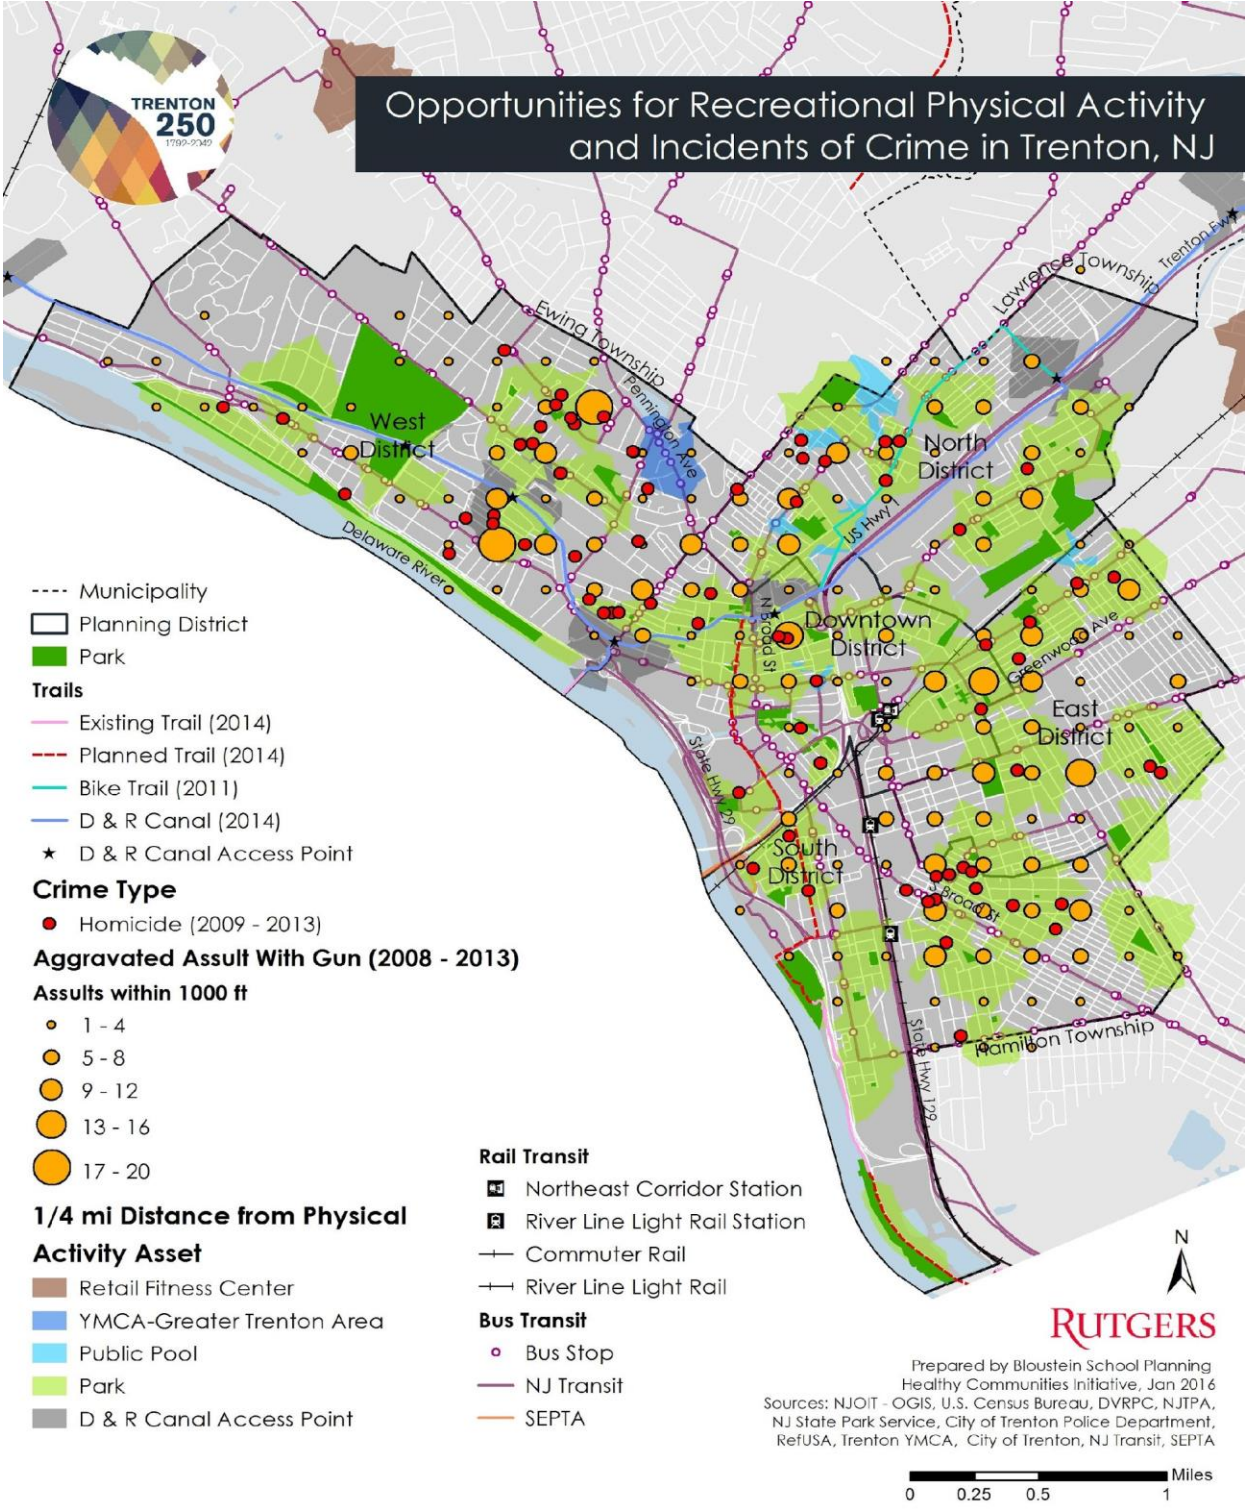 TRENTON
250
1792-2042
Opportunities for Recreational Physical Activity
and Incidents of Crime in Trenton, NJ
Trenton Fwy
Lawrence Township
Ewing Township
Pennington Ave
West
District
North
District
US Hwy 1
Delaware River
N Broad St
Downtown
District
Greenwood Ave
East
District
State Hwy 29
South
District
S Broad St
State Hwy 129
Hamilton Township
Municipality
Planning District
Park
Trails
Existing Trail (2014)
Planned Trail (2014)
Bike Trail (2011)
D & R Canal (2014)
D & R Canal Access Point
Crime Type
Homicide (2009 - 2013)
Aggravated Assult With Gun (2008 - 2013)
Assults within 1000 ft
1 - 4
5 - 8
9 - 12
13 - 16
17 - 20
1/4 mi Distance from Physical
Activity Asset
Retail Fitness Center
YMCA-Greater Trenton Area
Public Pool
Park
D & R Canal Access Point
Rail Transit
Northeast Corridor Station
River Line Light Rail Station
Commuter Rail
River Line Light Rail
Bus Transit
Bus Stop
NJ Transit
SEPTA
N
RUTGERS
Prepared by Bloustein School Planning
Healthy Communities Initiative, Jan 2016
Sources: NJOIT - OGIS, U.S. Census Bureau, DVRPC, NJTPA,
NJ State Park Service, City of Trenton Police Department,
RefUSA, Trenton YMCA, City of Trenton, NJ Transit, SEPTA
Miles
0 0.25 0.5 1